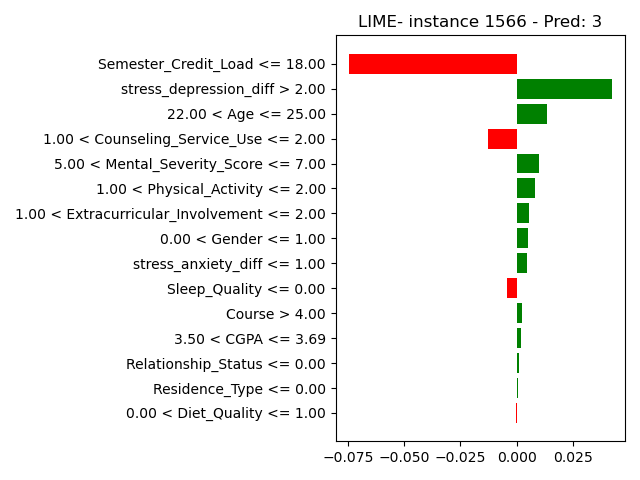 LIME- instance 1566 - Pred: 3
Semester_Credit_Load <= 18.00
stress_depression_diff > 2.00
22.00 < Age <= 25.00
1.00 < Counseling_Service_Use <= 2.00
5.00 < Mental_Severity_Score <= 7.00
1.00 < Physical_Activity <= 2.00
1.00 < Extracurricular_Involvement <= 2.00
0.00 < Gender <= 1.00
stress_anxiety_diff <= 1.00
Sleep_Quality <= 0.00
Course > 4.00
3.50 < CGPA <= 3.69
Relationship_Status <= 0.00
Residence_Type <= 0.00
0.00 < Diet_Quality <= 1.00
−0.075 −0.050 −0.025 0.000 0.025